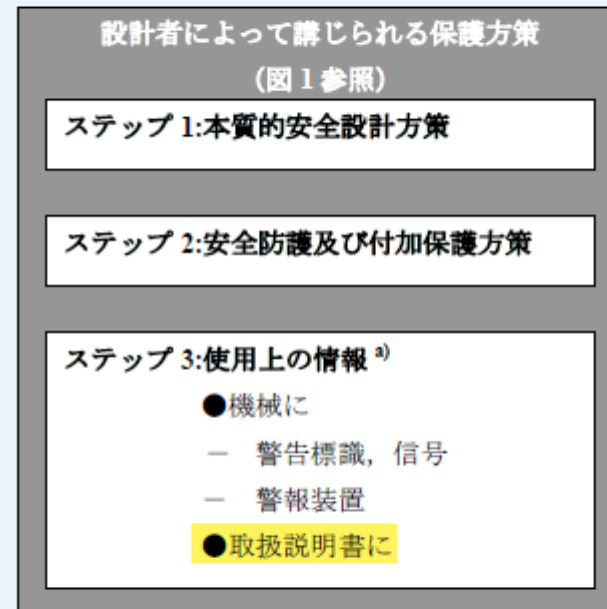 設計者によって講じられる保護方策
（図1参照）
ステップ 1:本質的安全設計方策
ステップ 2:安全防護及び付加保護方策
ステップ 3:使用上の情報 a)
●機械に
－ 警告標識，信号
－ 警報装置
●取扱説明書に